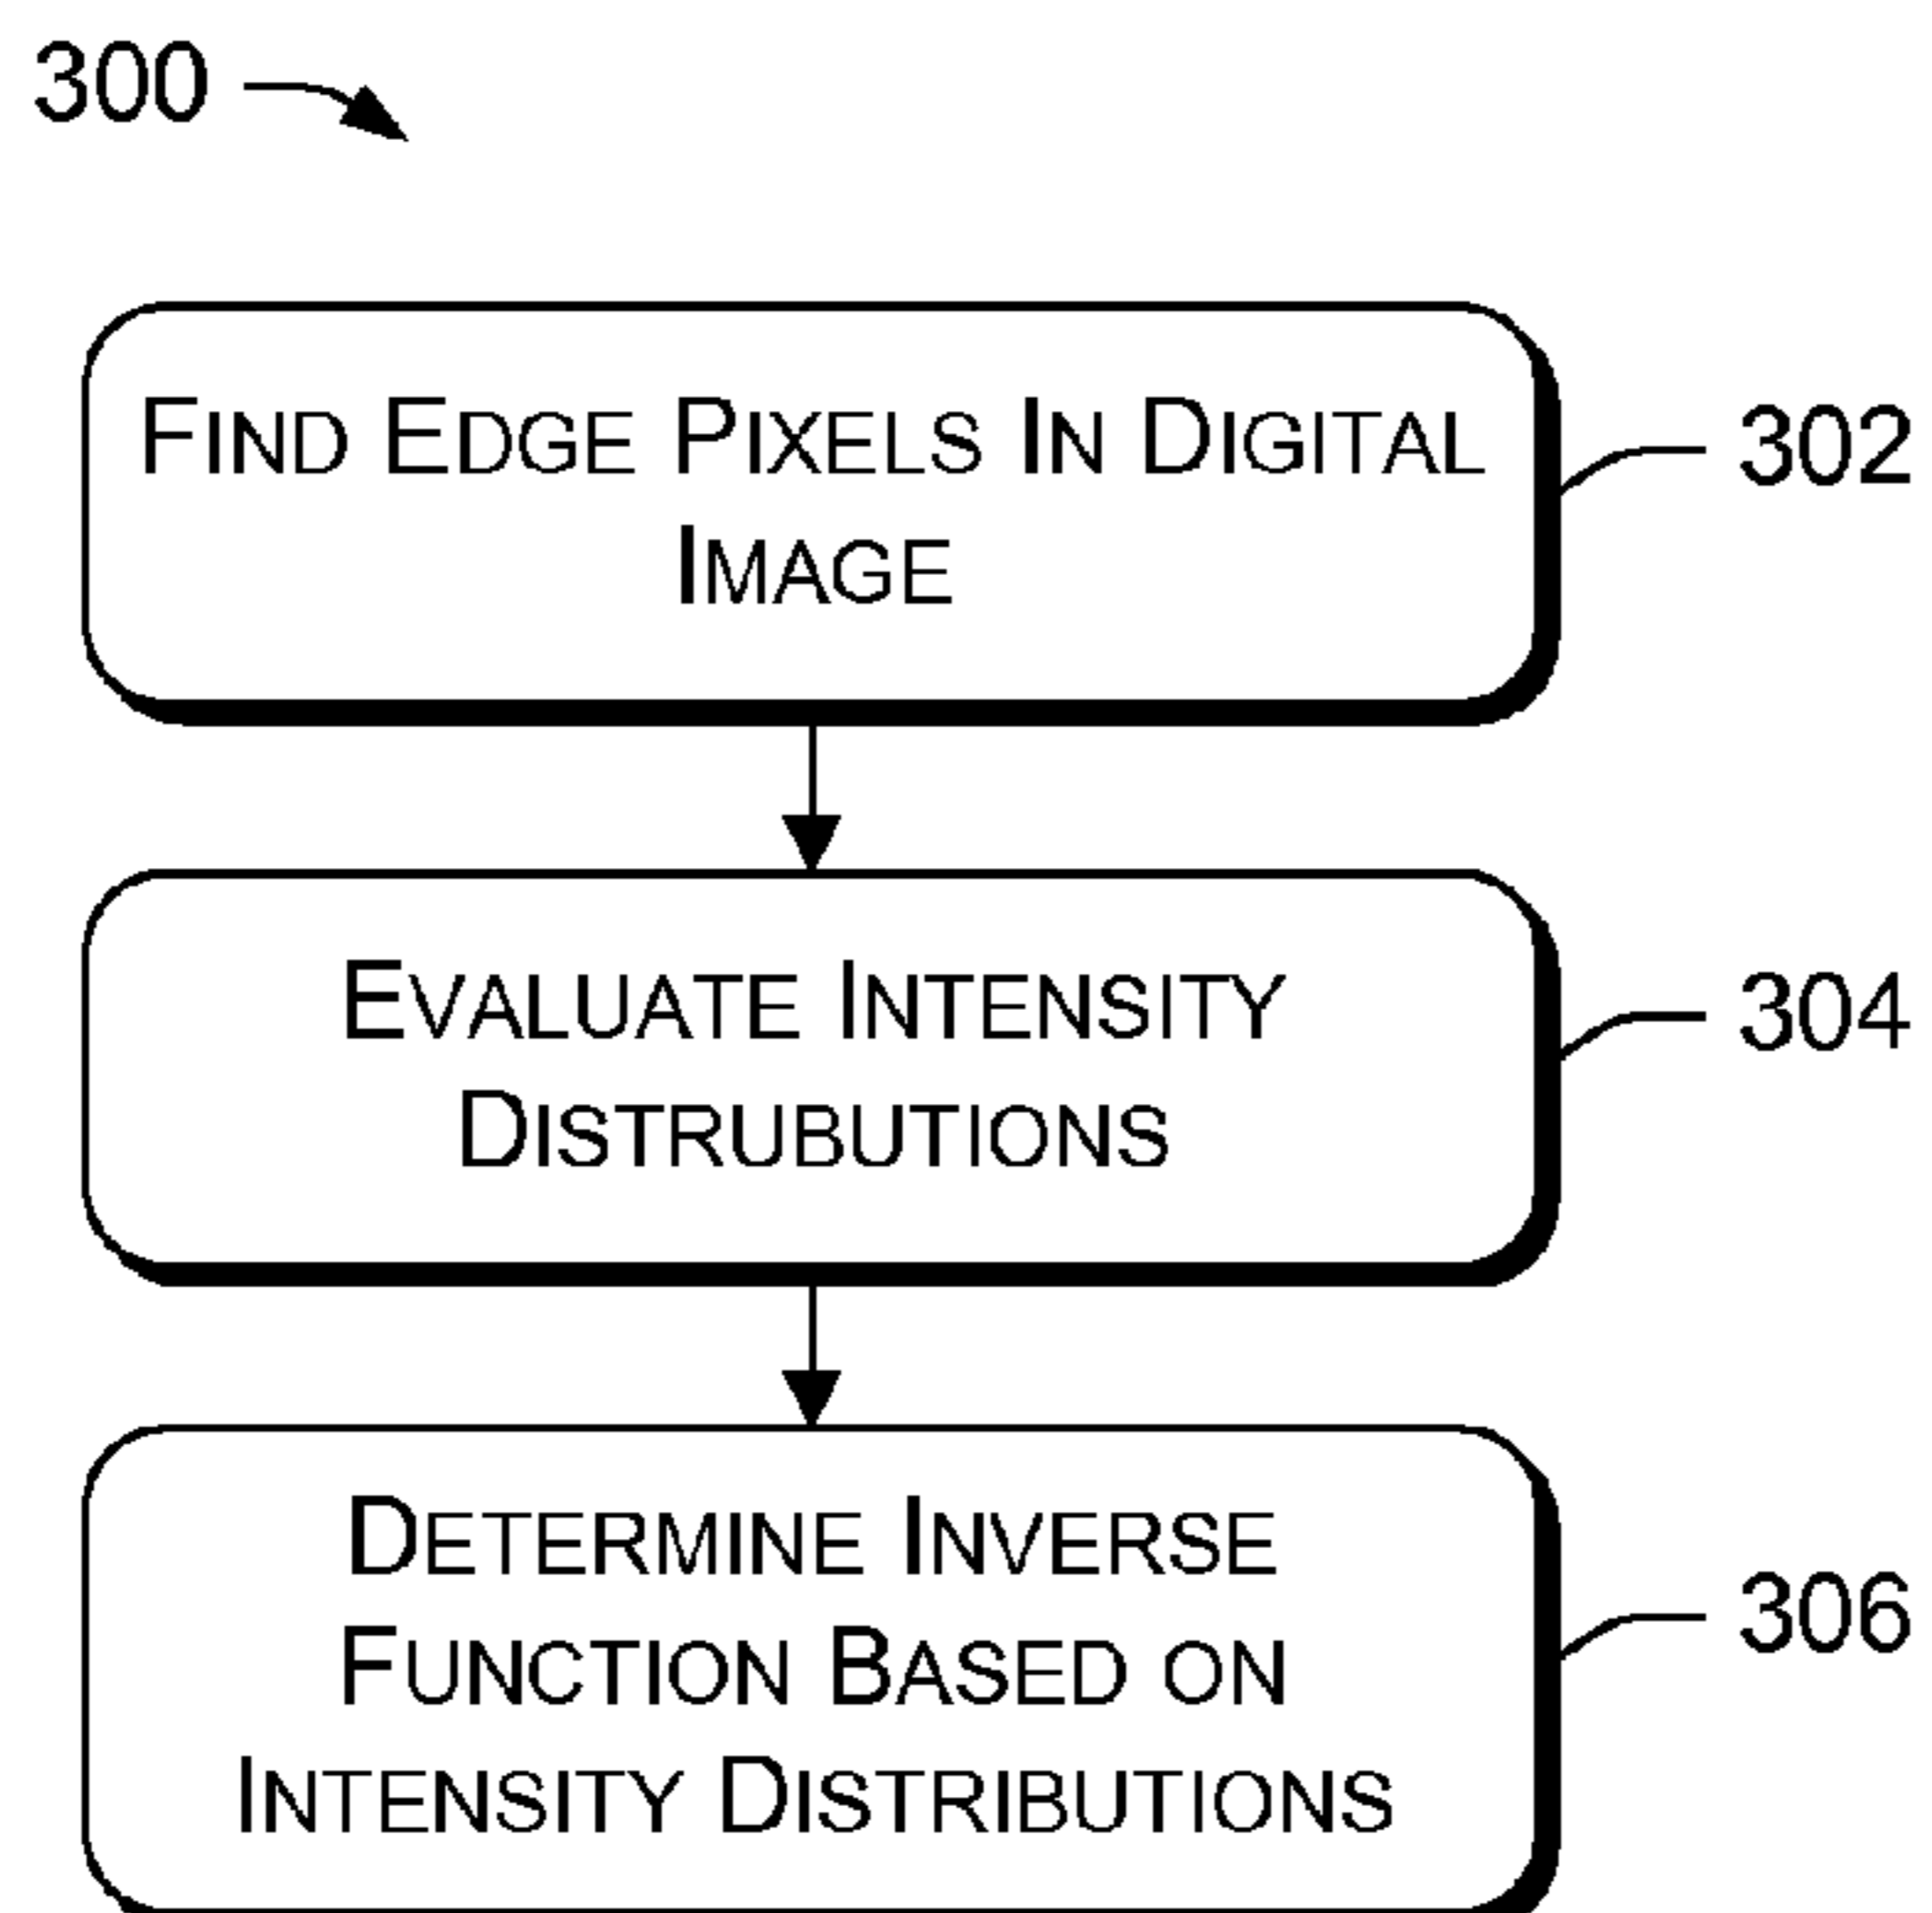 300
FIND EDGE PIXELS IN DIGITAL
IMAGE
302
EVALUATE INTENSITY
DISTRUBUTIONS
304
DETERMINE INVERSE
FUNCTION BASED ON
INTENSITY DISTRIBUTIONS
306